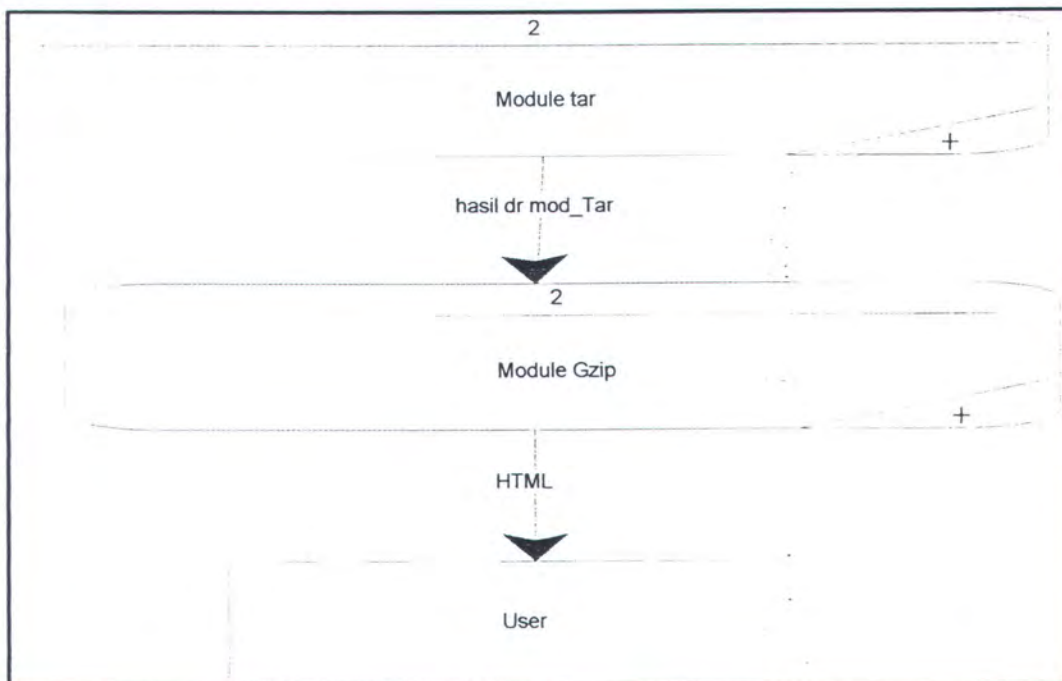 2
Module tar
+
hasil dr mod_Tar
2
Module Gzip
+
HTML
User